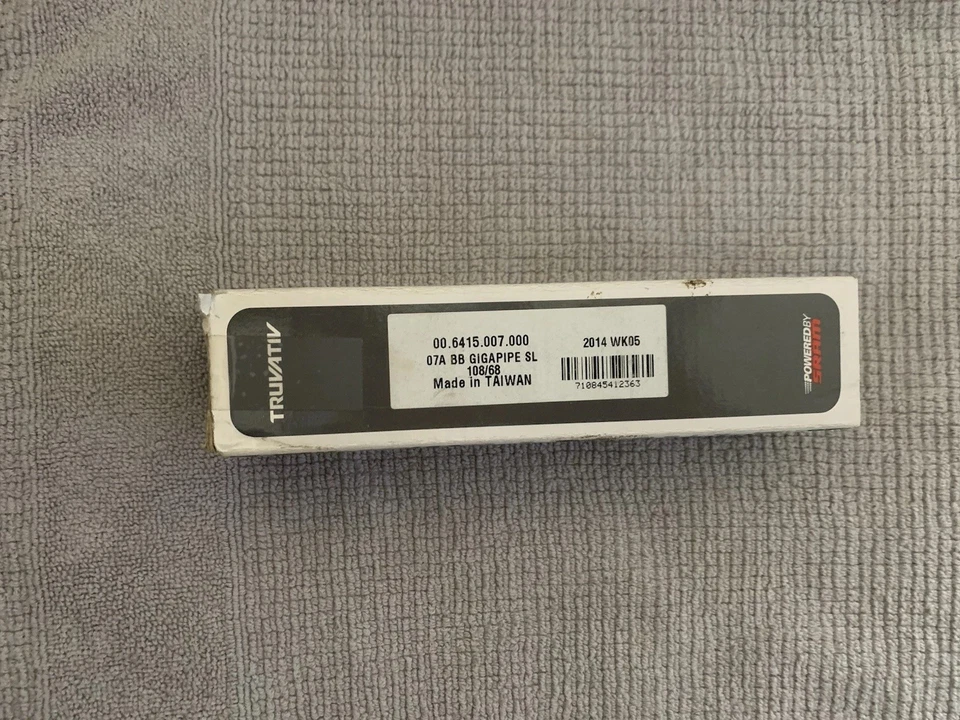 TRUVATIV
00.6415.007.000
07A BB GIGAPIPE SL
108/68
Made in TAIWAN
2014 WK05
710845412363
POWERED BY
SRAM